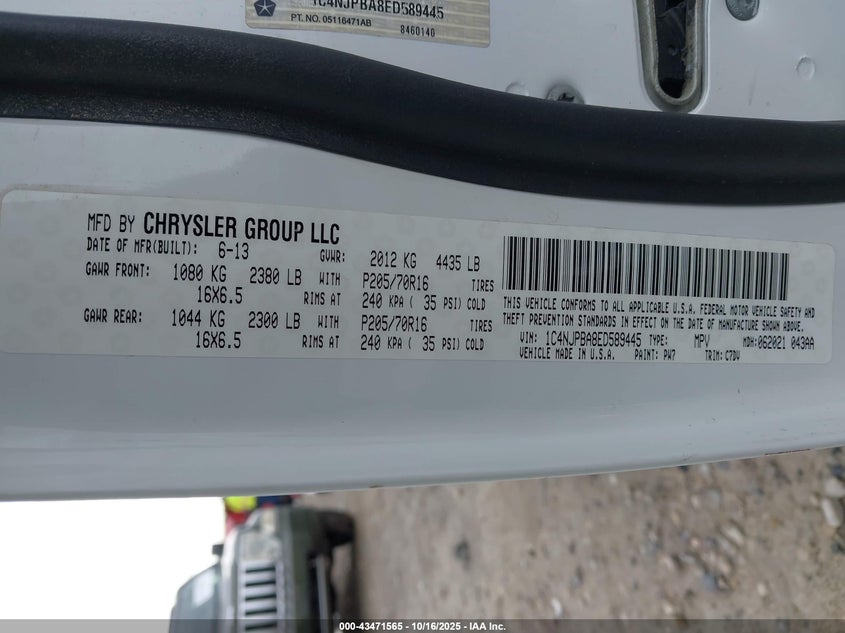 1C4NJPBA8ED589445
PT. NO. 05116471AB
8460140
MFD BY CHRYSLER GROUP LLC
DATE OF MFR(BUILT): 6-13 GVWR: 2012 KG 4435 LB
GAWR FRONT: 1080 KG 2380 LB WITH P205/70R16 TIRES
16X6.5 RIMS AT 240 KPA ( 35 PSI) COLD
GAWR REAR: 1044 KG 2300 LB WITH P205/70R16 TIRES
16X6.5 RIMS AT 240 KPA ( 35 PSI) COLD
THIS VEHICLE CONFORMS TO ALL APPLICABLE U.S.A. FEDERAL MOTOR VEHICLE SAFETY AND
THEFT PREVENTION STANDARDS IN EFFECT ON THE DATE OF MANUFACTURE SHOWN ABOVE.
VIN: 1C4NJPBA8ED589445 TYPE: MPV MDH:062021 043AA
VEHICLE MADE IN U.S.A. PAINT: PW7 TRIM: C7DV
000-43471565 - 10/16/2025 - IAA Inc.